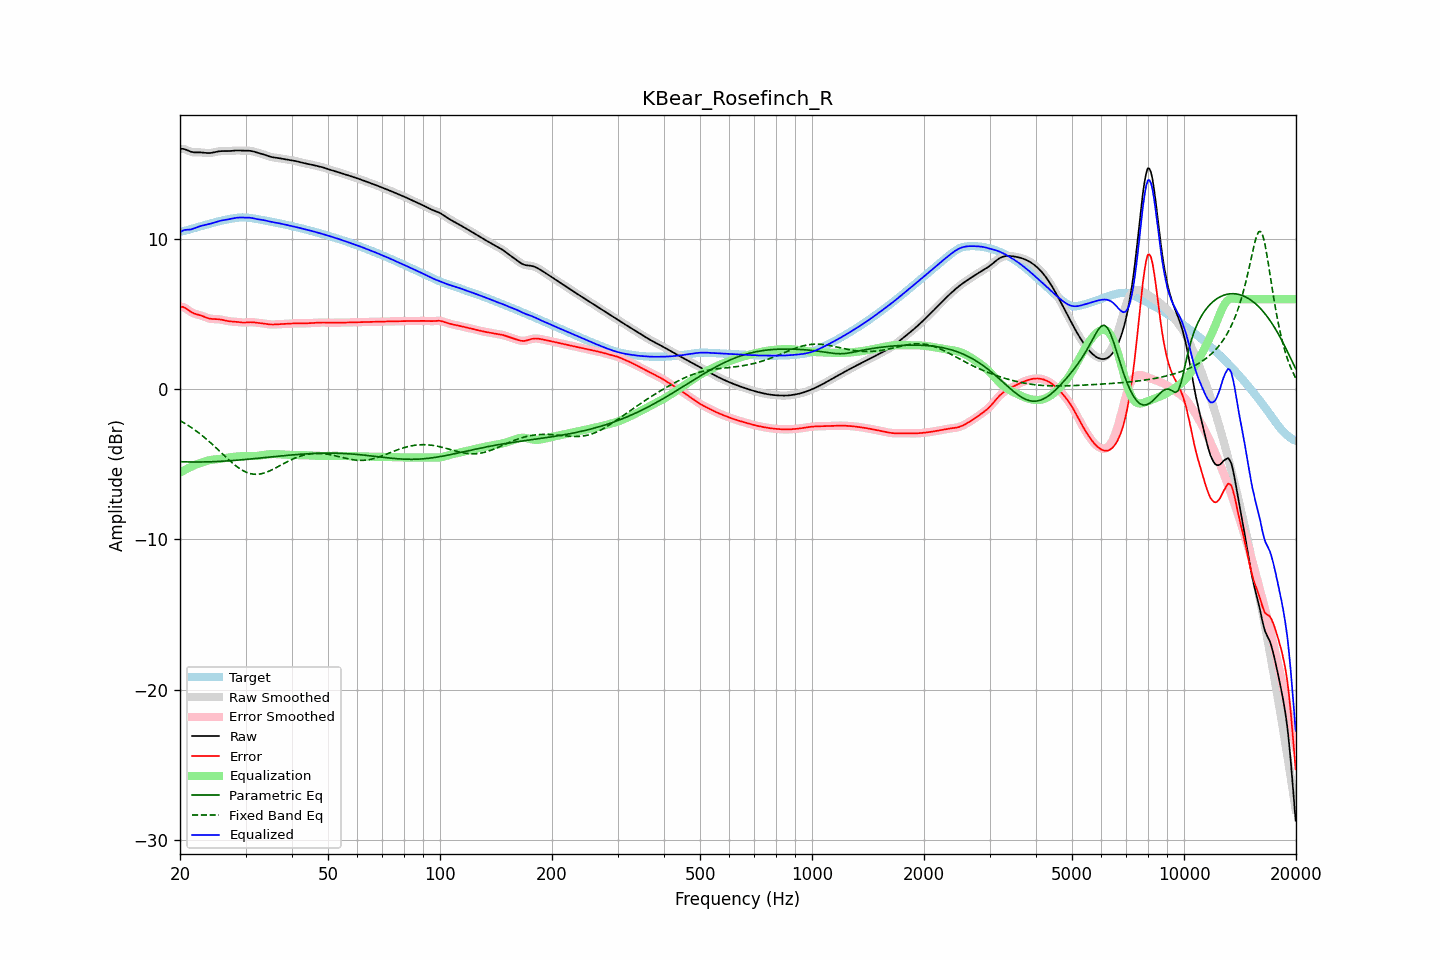 KBear_Rosefinch_R
Amplitude (dBr)
10
0
−10
−20
−30
Target
Raw Smoothed
Error Smoothed
Raw
Error
Equalization
Parametric Eq
Fixed Band Eq
Equalized
20 50 100 200 500 1000 2000 5000 10000 20000
Frequency (Hz)